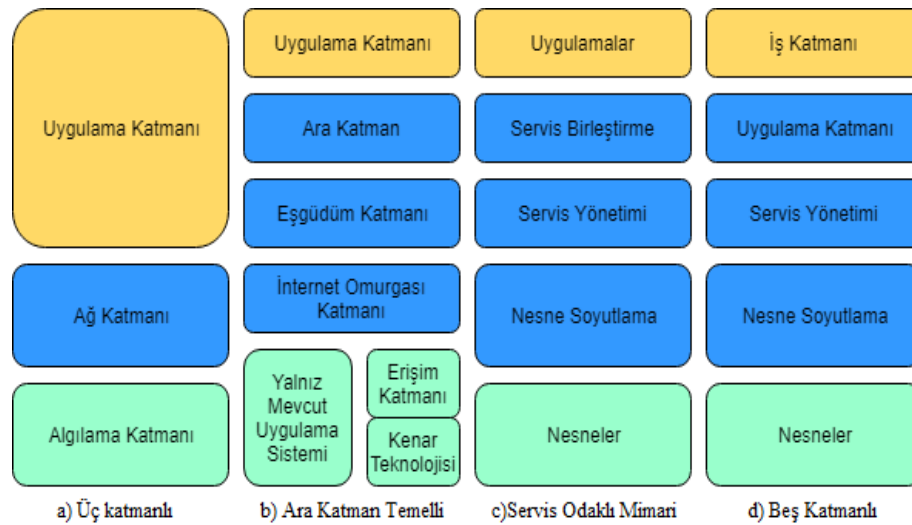 Uygulama Katmanı
Ağ Katmanı
Algılama Katmanı
a) Üç katmanlı
Uygulama Katmanı
Ara Katman
Eşgüdüm Katmanı
İnternet Omurgası
Katmanı
Yalnız
Mevcut
Uygulama
Sistemi
Erişim
Katmanı
Kenar
Teknolojisi
b) Ara Katman Temelli
Uygulamalar
Servis Birleştirme
Servis Yönetimi
Nesne Soyutlama
Nesneler
c)Servis Odaklı Mimari
İş Katmanı
Uygulama Katmanı
Servis Yönetimi
Nesne Soyutlama
Nesneler
d) Beş Katmanlı